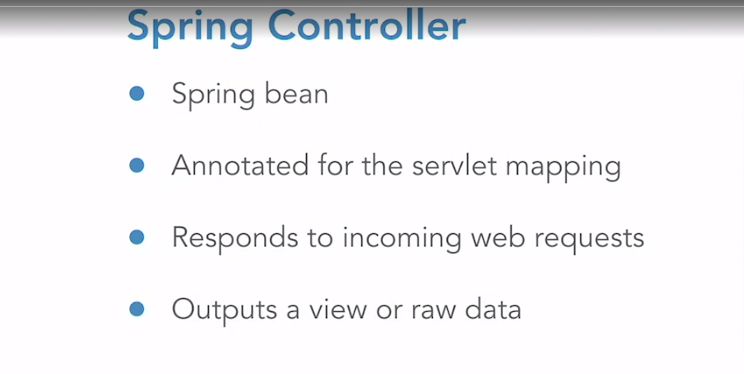 Spring Controller
Spring bean
Annotated for the servlet mapping
Responds to incoming web requests
Outputs a view or raw data